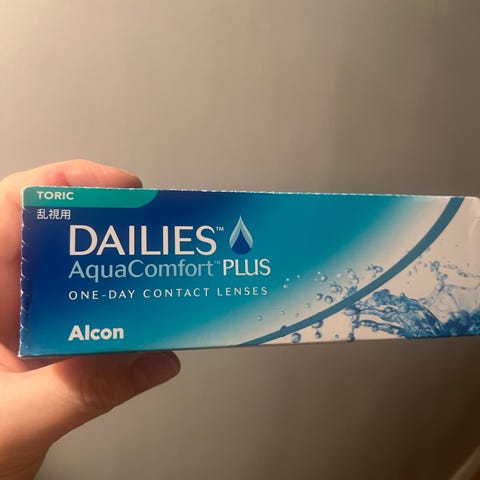 TORIC
乱視用
DAILIES™
AquaComfort™ PLUS
ONE-DAY CONTACT LENSES
Alcon